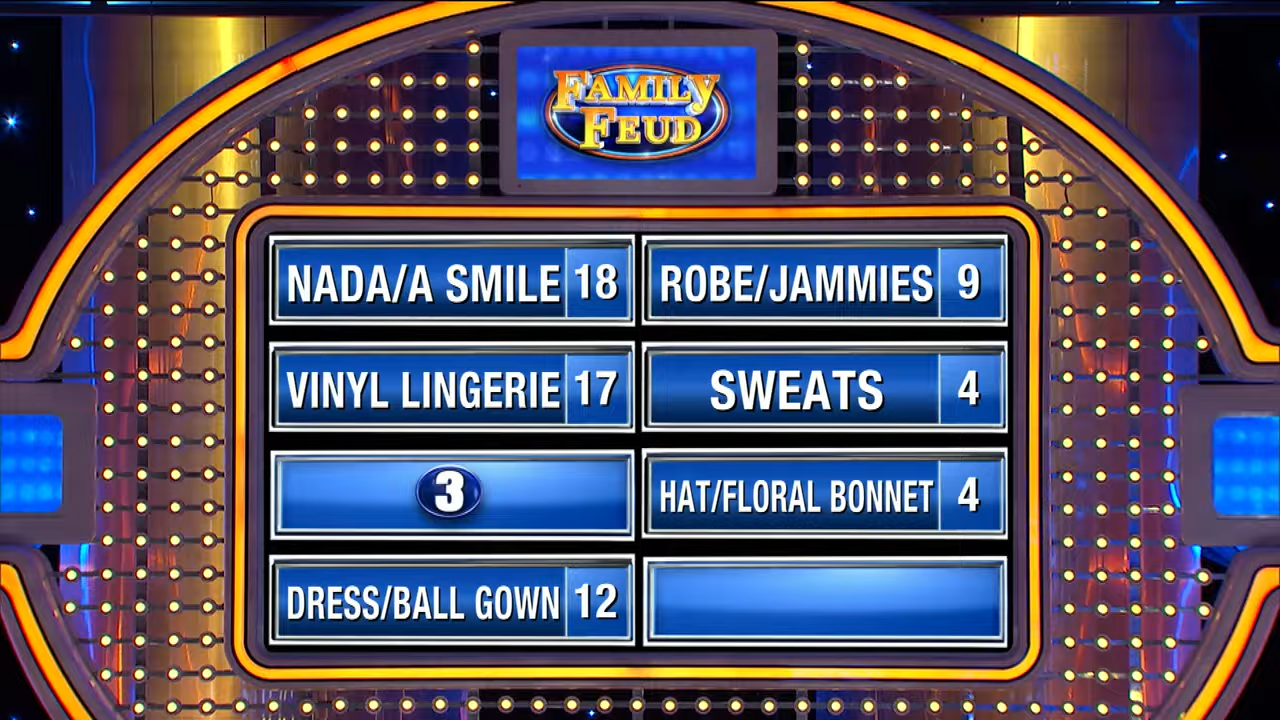 FAMILY
FEUD
NADA/A SMILE 18
ROBE/JAMMIES 9
VINYL LINGERIE 17
SWEATS 4
3
HAT/FLORAL BONNET 4
DRESS/BALL GOWN 12